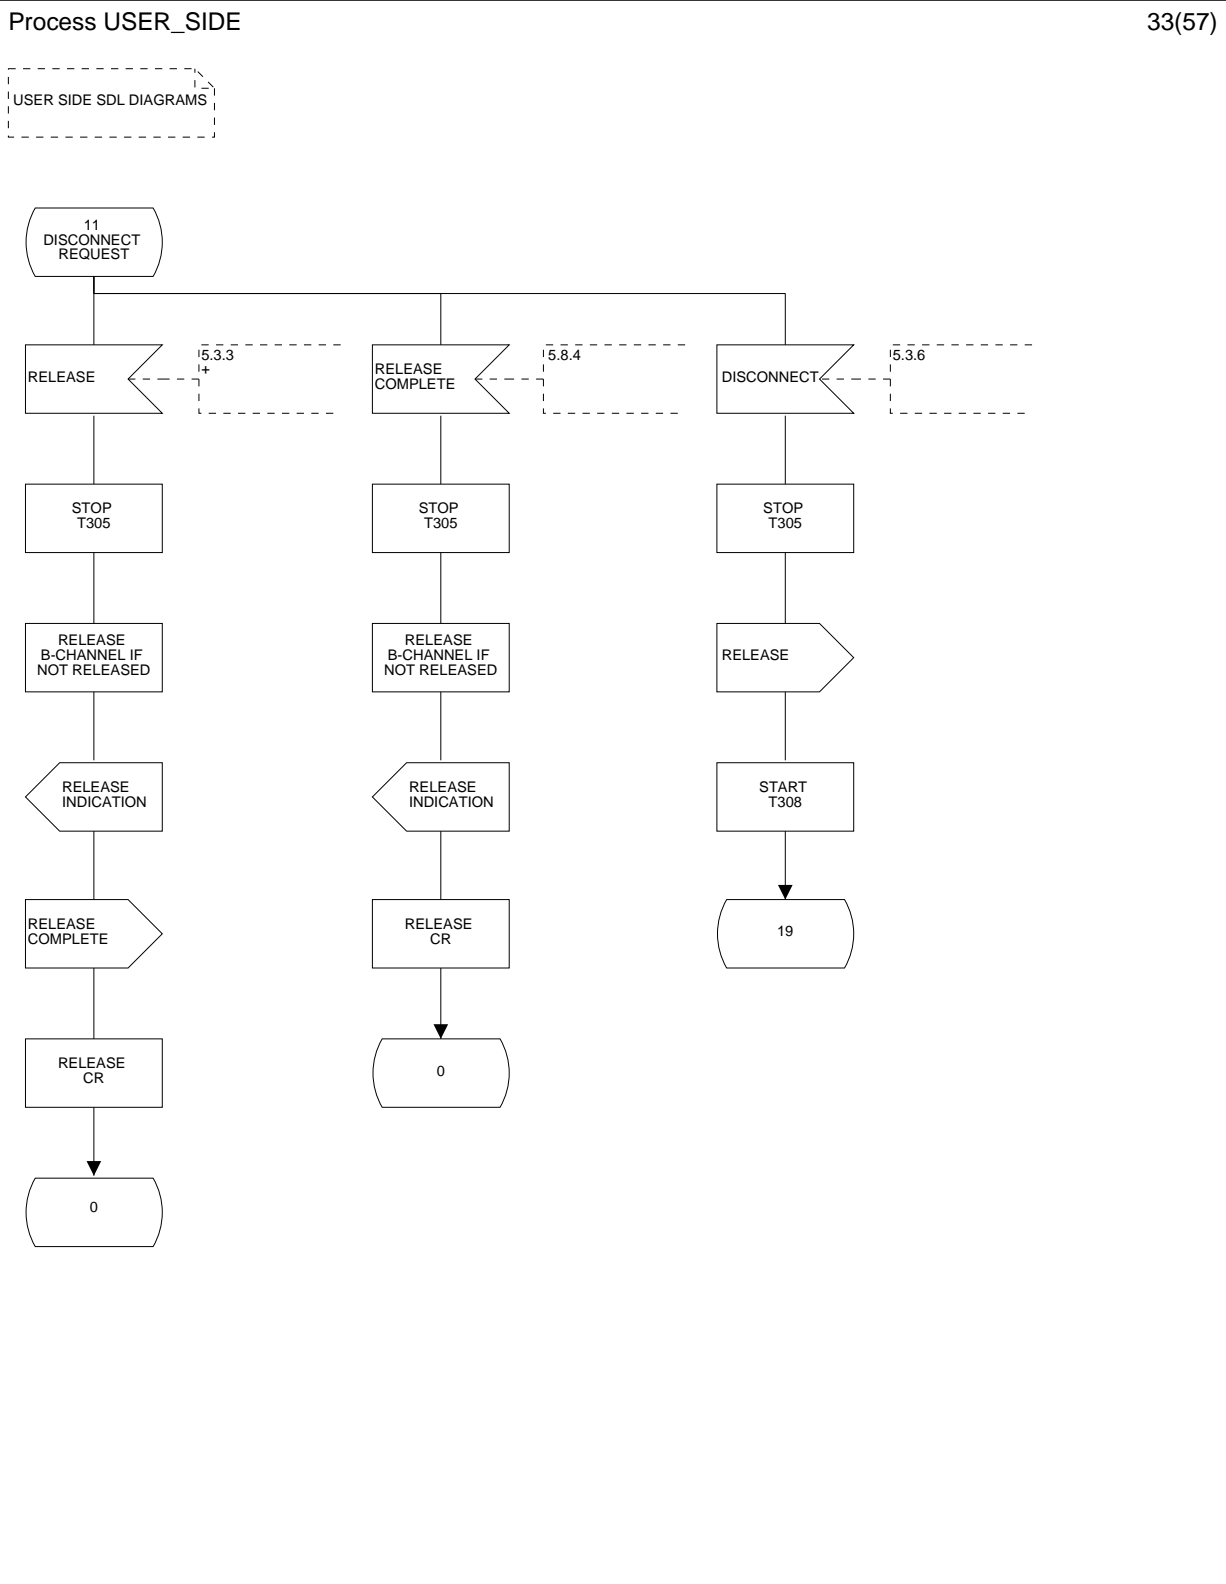 Process USER_SIDE
33(57)
USER SIDE SDL DIAGRAMS
11
DISCONNECT
REQUEST
RELEASE
5.3.3
+
RELEASE
COMPLETE
5.8.4
DISCONNECT
5.3.6
STOP
T305
STOP
T305
STOP
T305
RELEASE
B-CHANNEL IF
NOT RELEASED
RELEASE
B-CHANNEL IF
NOT RELEASED
RELEASE
RELEASE
INDICATION
RELEASE
INDICATION
START
T308
RELEASE
COMPLETE
RELEASE
CR
19
RELEASE
CR
0
0